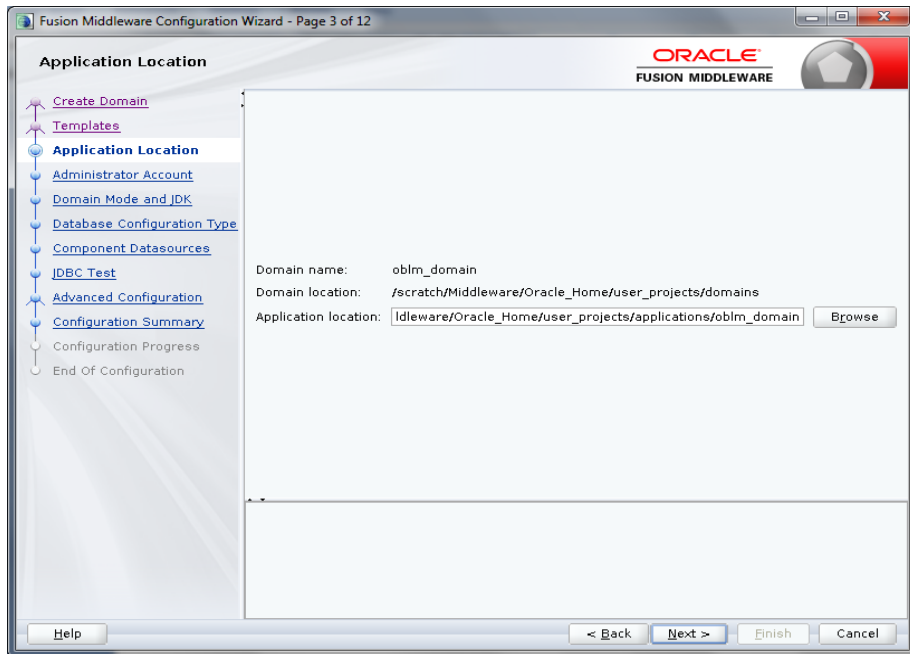 Fusion Middleware Configuration Wizard - Page 3 of 12
Application Location
ORACLE
FUSION MIDDLEWARE
Create Domain
Templates
Application Location
Administrator Account
Domain Mode and JDK
Database Configuration Type
Component Datasources
JDBC Test
Advanced Configuration
Configuration Summary
Configuration Progress
End Of Configuration
Domain name: oblm_domain
Domain location: /scratch/Middleware/Oracle_Home/user_projects/domains
Application location: ldleware/Oracle_Home/user_projects/applications/oblm_domain Browse
Help < Back Next > Finish Cancel